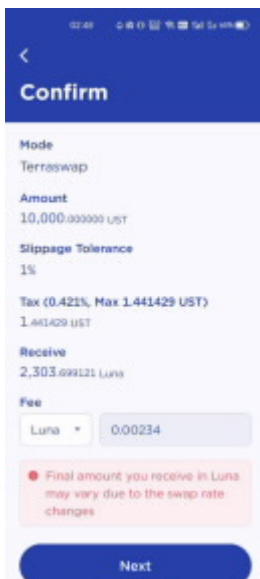 02:49
Confirm
Mode
Terraswap
Amount
10,000.000000 UST
Slippage Tolerance
1%
Tax (0.421%, Max 1.441429 UST)
1.441429 UST
Receive
2,303.699121 Luna
Fee
Luna 0.00234
Final amount you receive in Luna
may vary due to the swap rate
changes
Next